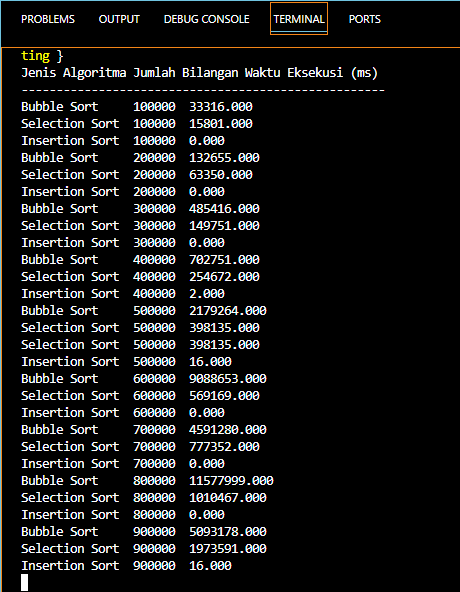 PROBLEMS OUTPUT DEBUG CONSOLE TERMINAL PORTS
ting }
Jenis Algoritma Jumlah Bilangan Waktu Eksekusi (ms)
----------------------------------------------------
Bubble Sort 100000 33316.000
Selection Sort 100000 15801.000
Insertion Sort 100000 0.000
Bubble Sort 200000 132655.000
Selection Sort 200000 63350.000
Insertion Sort 200000 0.000
Bubble Sort 300000 485416.000
Selection Sort 300000 149751.000
Insertion Sort 300000 0.000
Bubble Sort 400000 702751.000
Selection Sort 400000 254672.000
Insertion Sort 400000 2.000
Bubble Sort 500000 2179264.000
Selection Sort 500000 398135.000
Selection Sort 500000 398135.000
Insertion Sort 500000 16.000
Bubble Sort 600000 9088653.000
Selection Sort 600000 569169.000
Insertion Sort 600000 0.000
Bubble Sort 700000 4591280.000
Selection Sort 700000 777352.000
Insertion Sort 700000 0.000
Bubble Sort 800000 11577999.000
Selection Sort 800000 1010467.000
Insertion Sort 800000 0.000
Bubble Sort 900000 5093178.000
Selection Sort 900000 1973591.000
Insertion Sort 900000 16.000